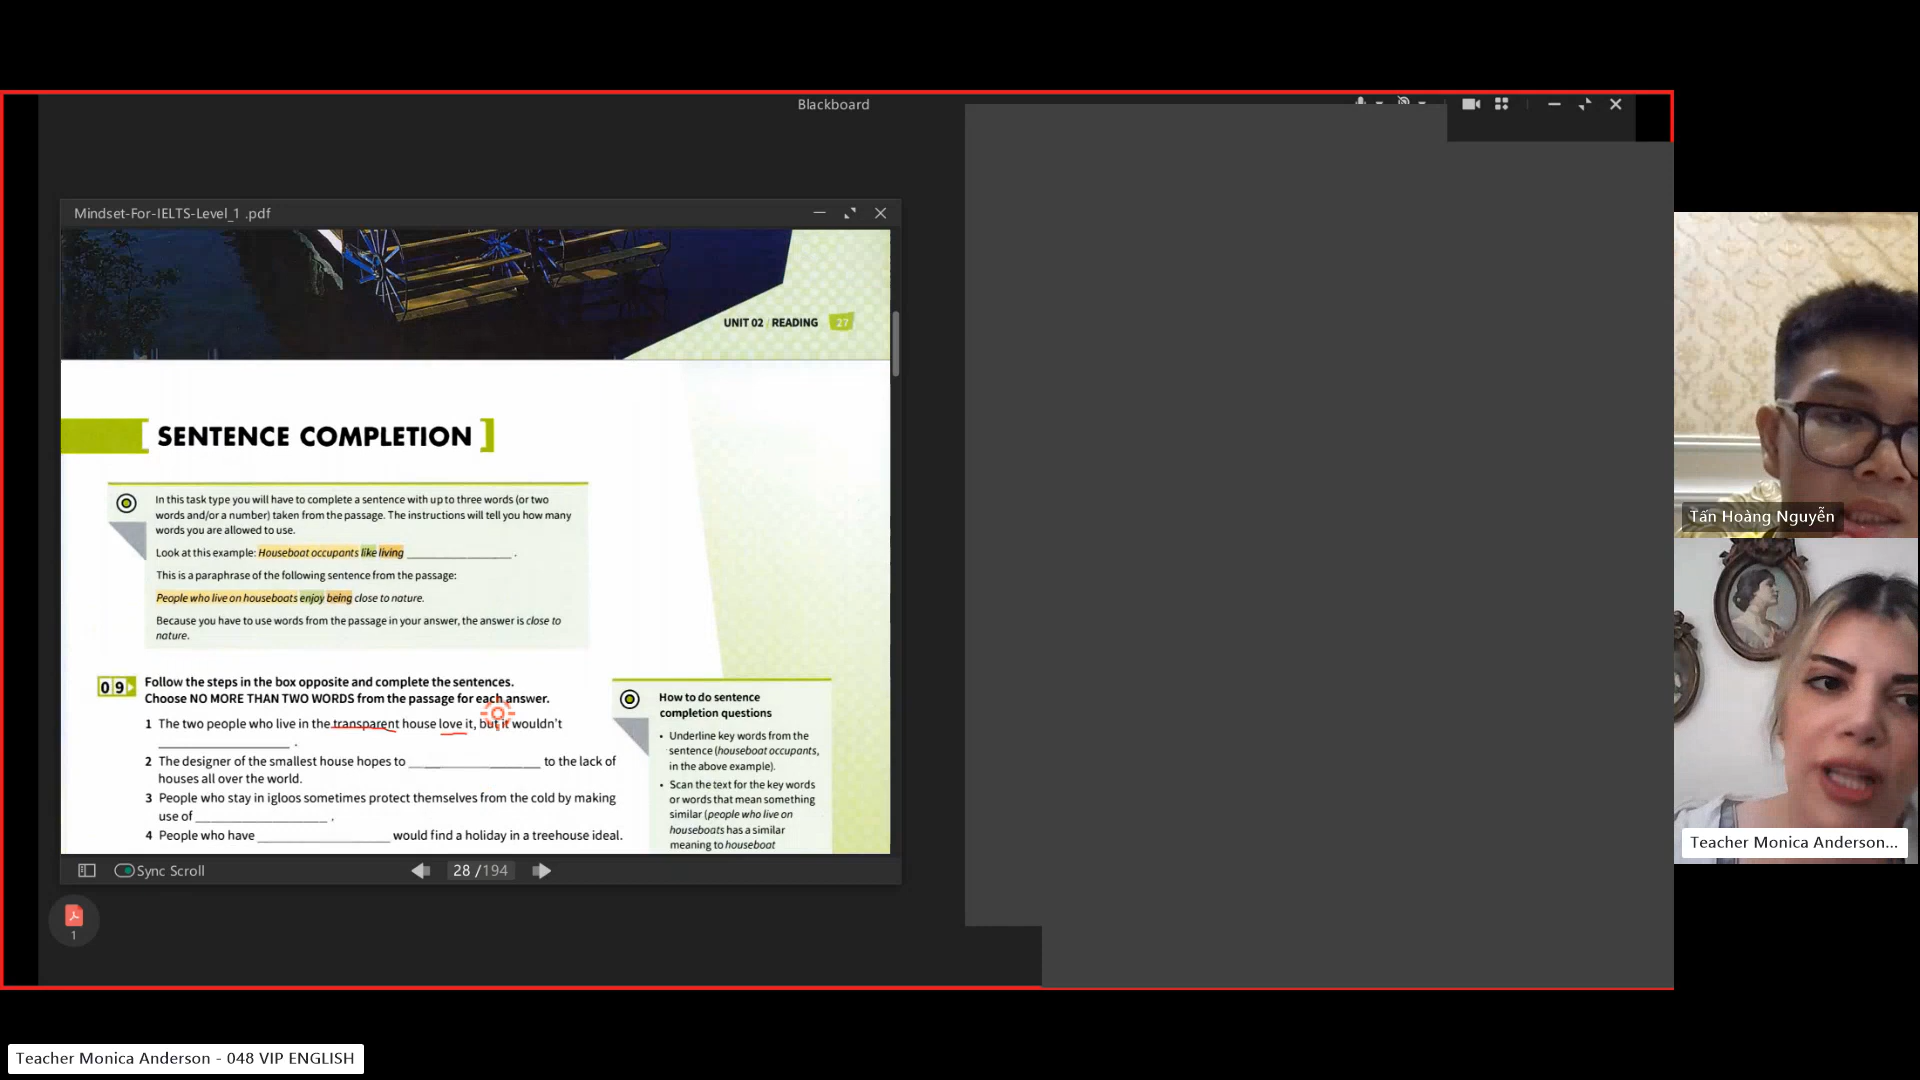 Blackboard
Mindset-For-IELTS-Level_1 .pdf
UNIT 02 / READING 27
[ SENTENCE COMPLETION ]
In this task type you will have to complete a sentence with up to three words (or two
words and/or a number) taken from the passage. The instructions will tell you how many
words you are allowed to use.
Look at this example: Houseboat occupants like living ____________________ .
This is a paraphrase of the following sentence from the passage:
People who live on houseboats enjoy being close to nature.
Because you have to use words from the passage in your answer, the answer is close to
nature.
09
Follow the steps in the box opposite and complete the sentences.
Choose NO MORE THAN TWO WORDS from the passage for each answer.
1 The two people who live in the transparent house love it, but it wouldn't
____________________ .
2 The designer of the smallest house hopes to ____________________ to the lack of
houses all over the world.
3 People who stay in igloos sometimes protect themselves from the cold by making
use of ____________________ .
4 People who have ____________________ would find a holiday in a treehouse ideal.
How to do sentence
completion questions
• Underline key words from the
sentence (houseboat occupants,
in the above example).
• Scan the text for the key words
or words that mean something
similar (people who live on
houseboats has a similar
meaning to houseboat
Sync Scroll
28 /194
1
Tấn Hoàng Nguyễn
Teacher Monica Anderson...
Teacher Monica Anderson - 048 VIP ENGLISH